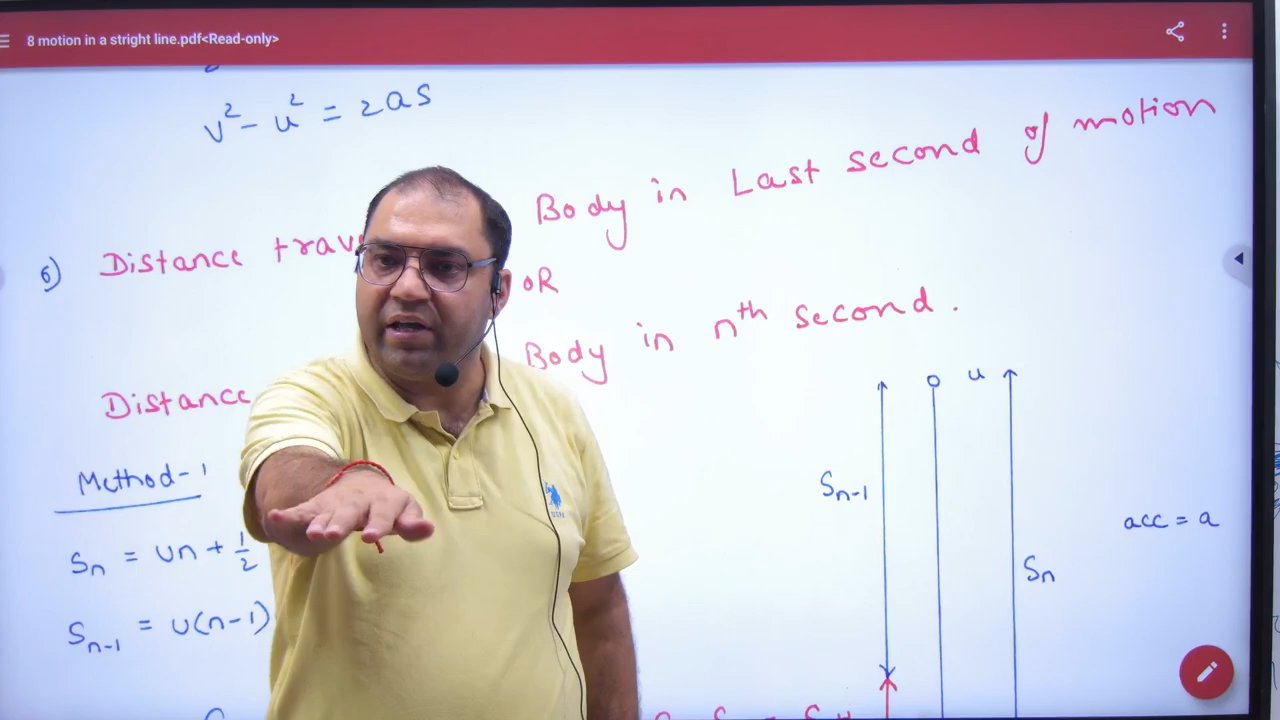 8 motion in a stright line.pdf<Read-only>
v² - u² = 2as
6) Distance Body in Last second of motion
OR
Distance Body in nth second.
u
Method-1
Sn-1
acc = a
Sn = un + 1/2
Sn
Sn-1 = u(n-1)